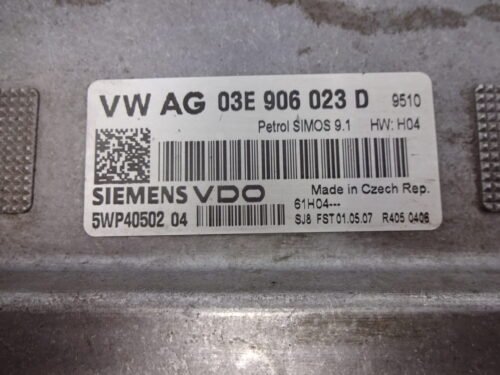 VW AG 03E 906 023 D 9510
Petrol SIMOS 9.1 HW: H04
SIEMENS VDO Made in Czech Rep.
61H04---
5WP40502 04 SJ8 FST 01.05.07 R405 0406